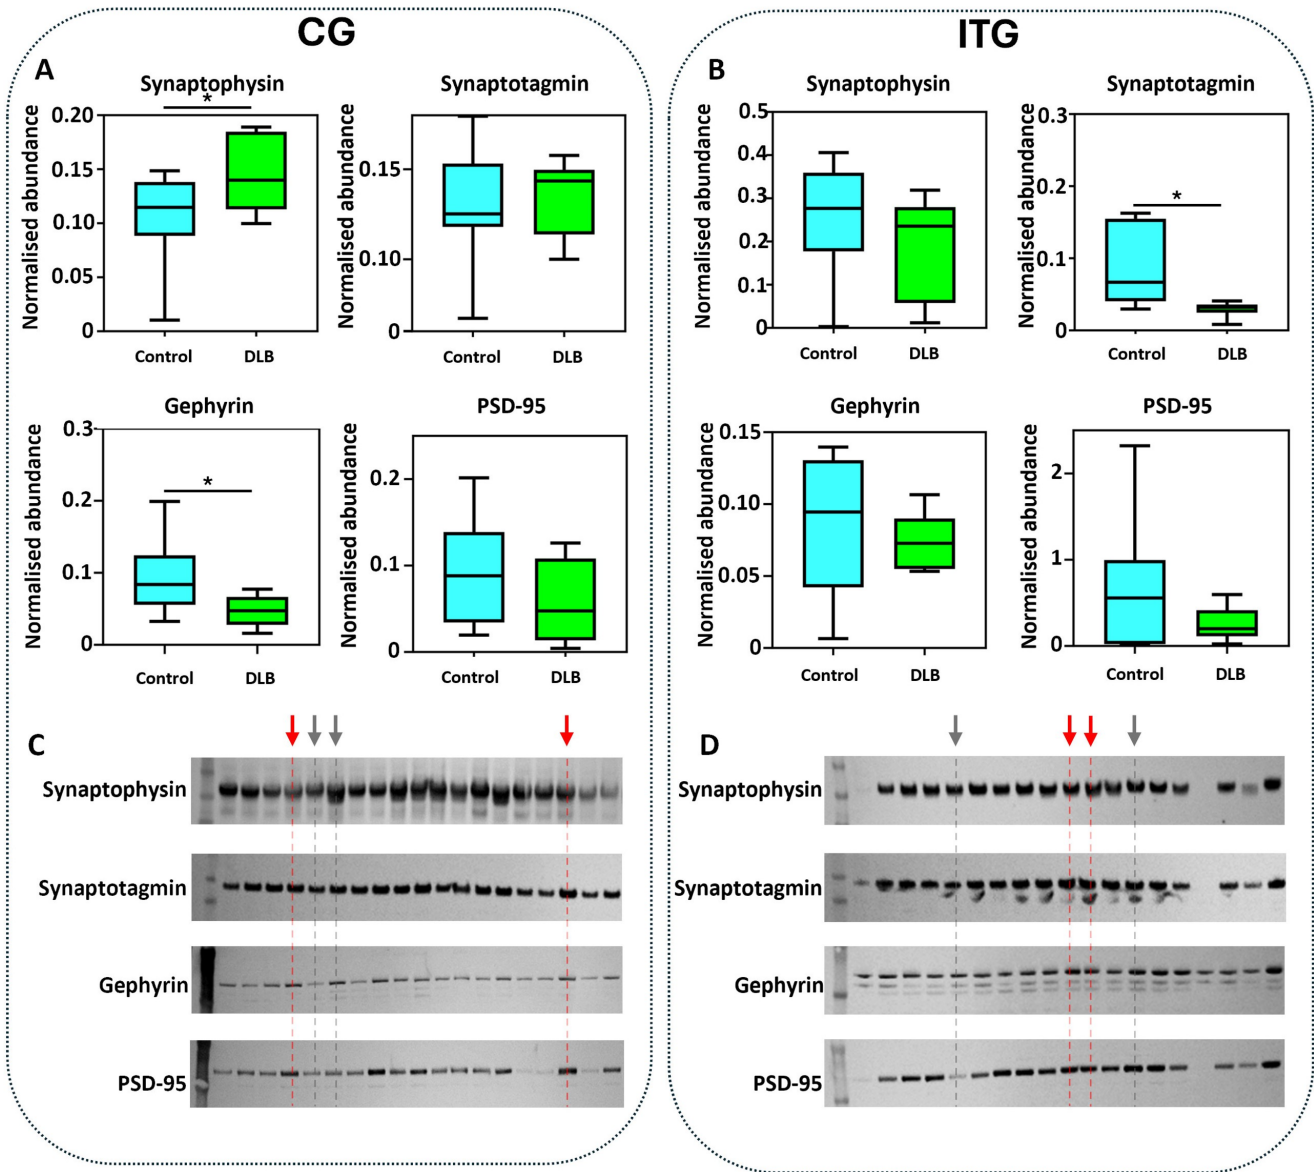 CG
A
Synaptophysin
*
Normalised abundance
0.20
0.15
0.10
0.05
0
Control DLB
Synaptotagmin
Normalised abundance
0.15
0.10
0
Control DLB
Gephyrin
*
Normalised abundance
0.3
0.2
0.1
0
Control DLB
PSD-95
Normalised abundance
0.2
0.1
0
Control DLB
C
Synaptophysin
Synaptotagmin
Gephyrin
PSD-95
ITG
B
Synaptophysin
Normalised abundance
0.5
0.4
0.3
0.2
0.1
0
Control DLB
Synaptotagmin
*
Normalised abundance
0.3
0.2
0.1
0
Control DLB
Gephyrin
Normalised abundance
0.15
0.10
0.05
0
Control DLB
PSD-95
Normalised abundance
2
1
0
Control DLB
D
Synaptophysin
Synaptotagmin
Gephyrin
PSD-95